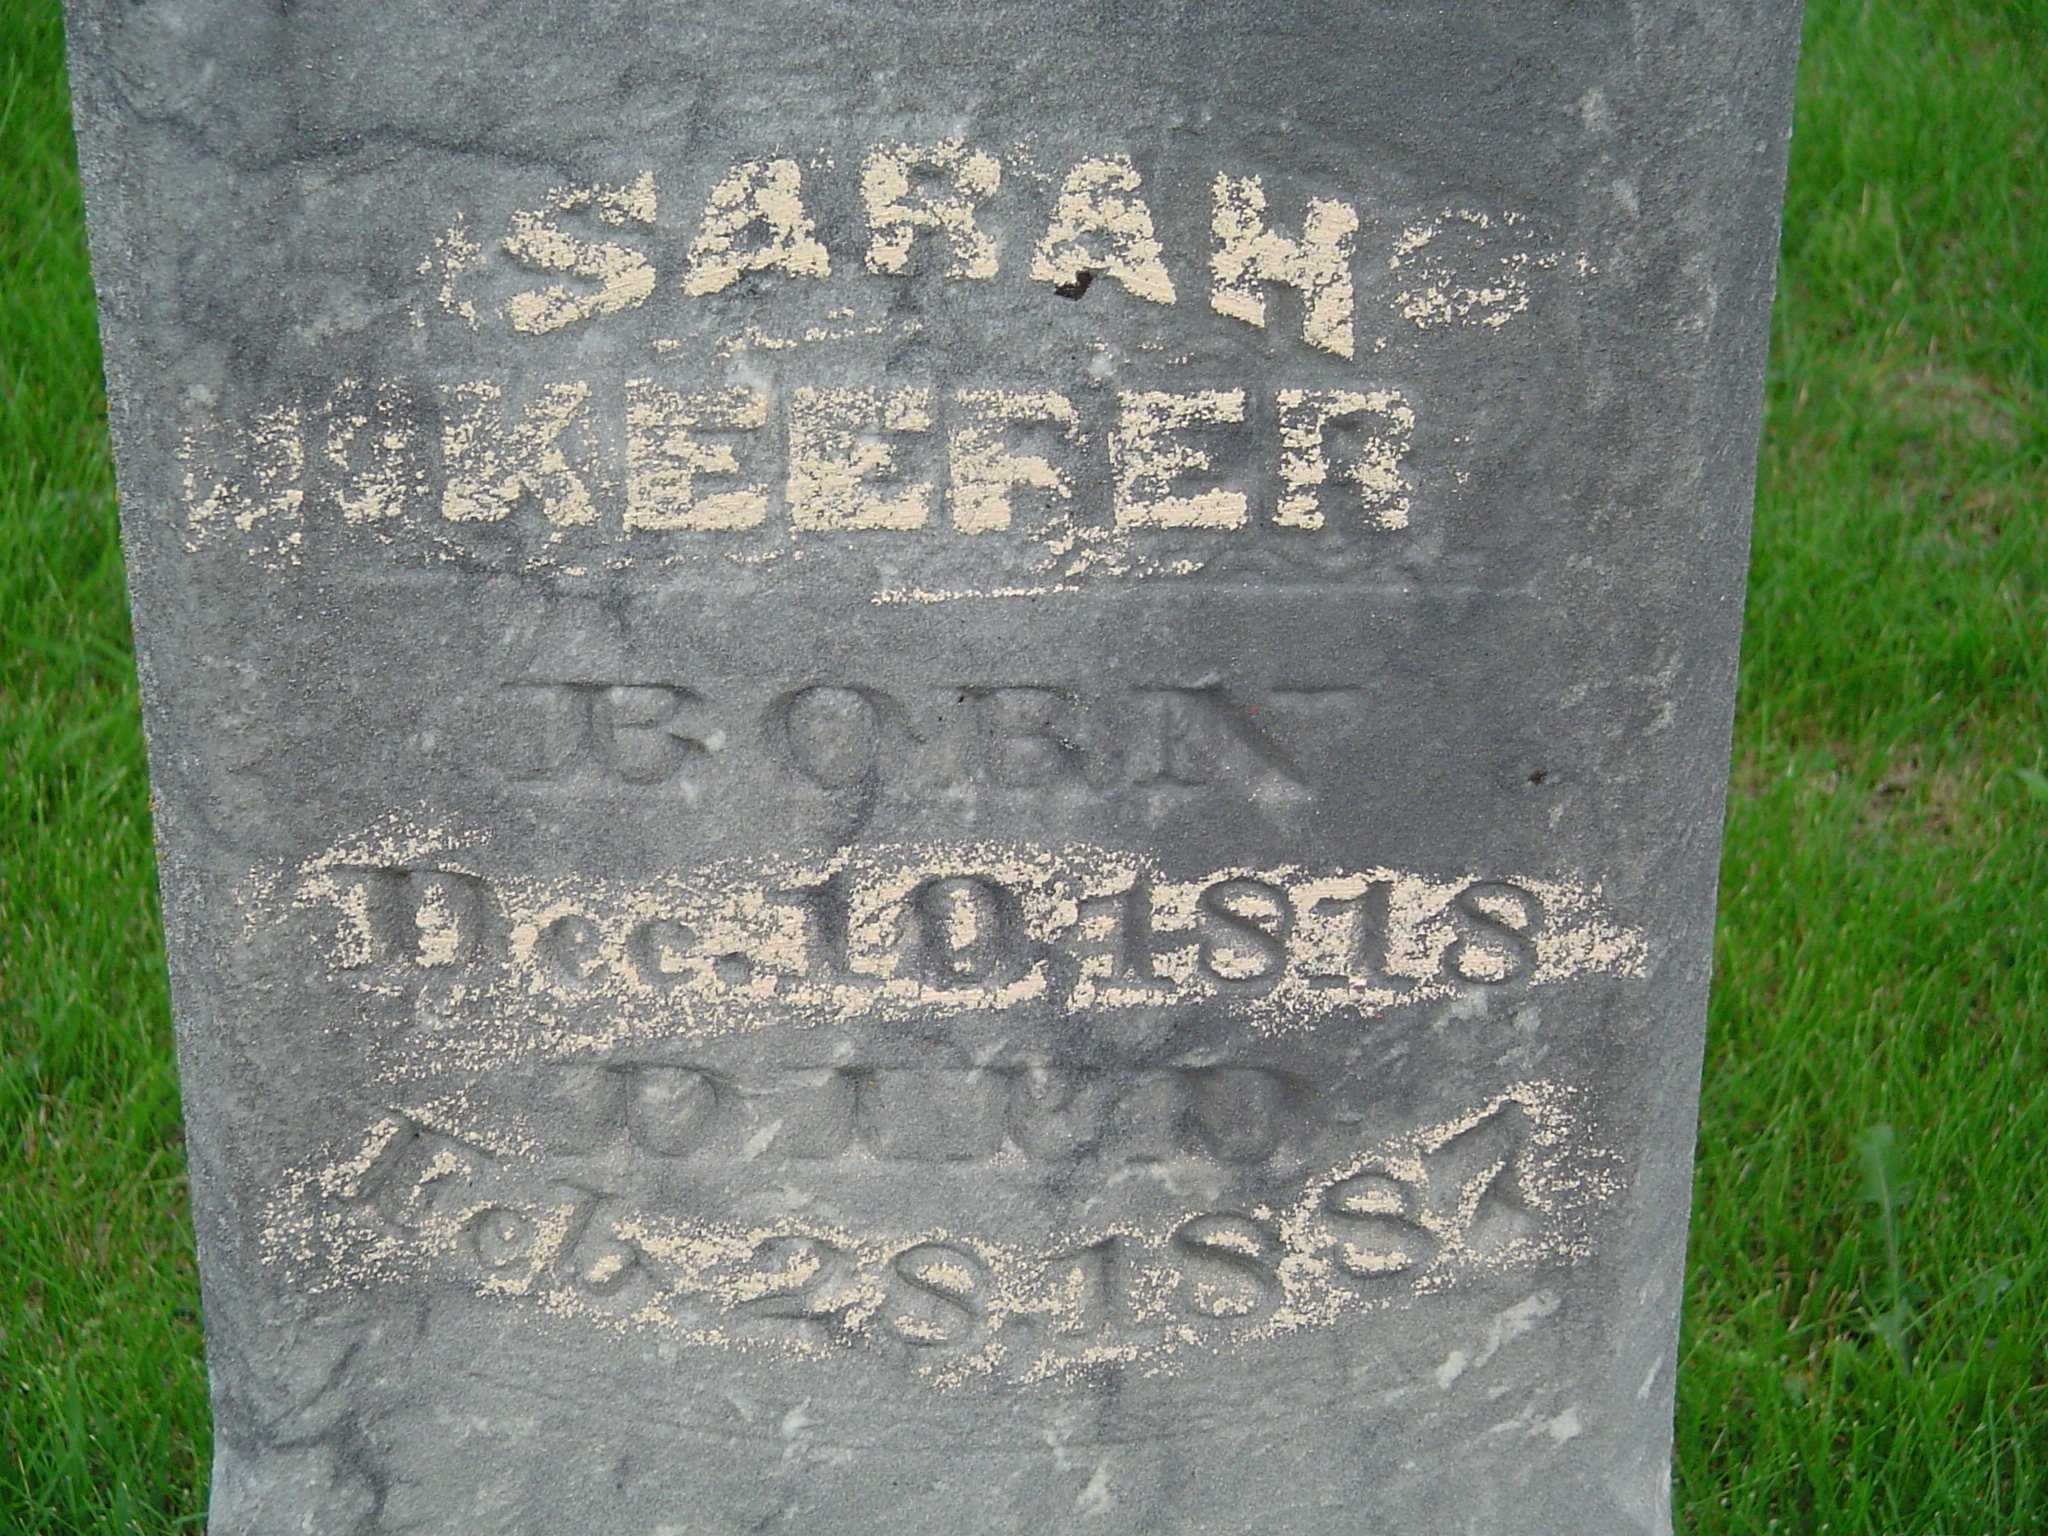 SARAH
KEEFER
BORN
Dec. 10, 1818
DIED
Feb. 28, 1887